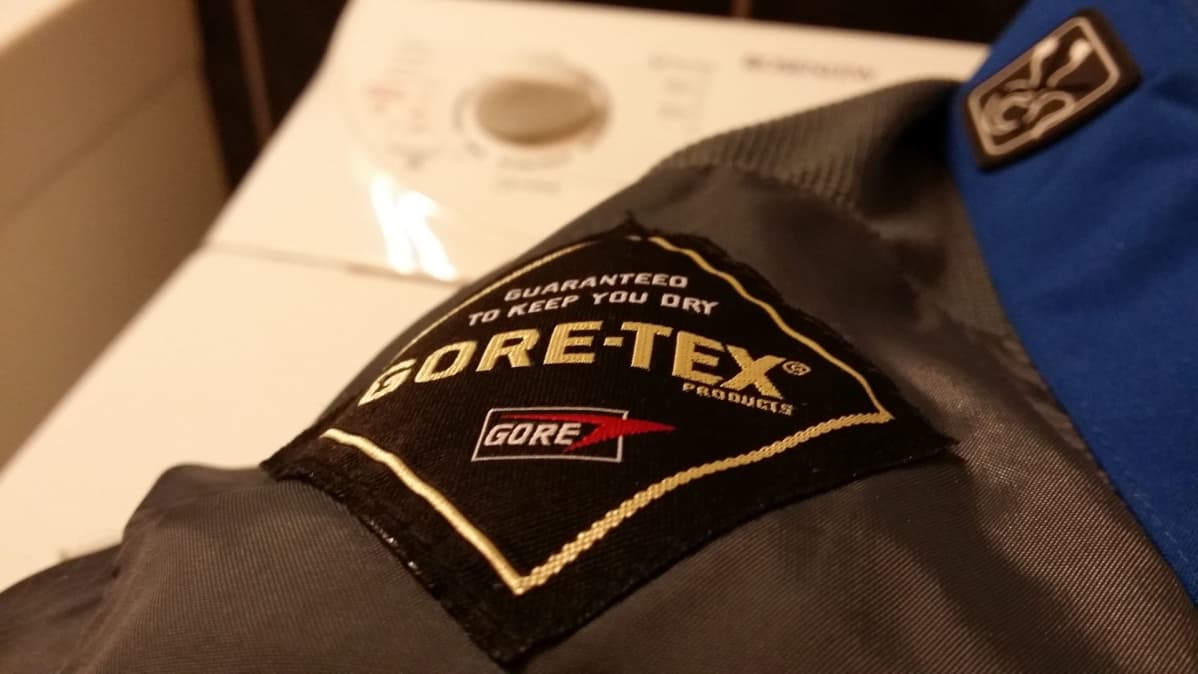 GUARANTEED
TO KEEP YOU DRY
GORE-TEX®
PRODUCTS
GORE